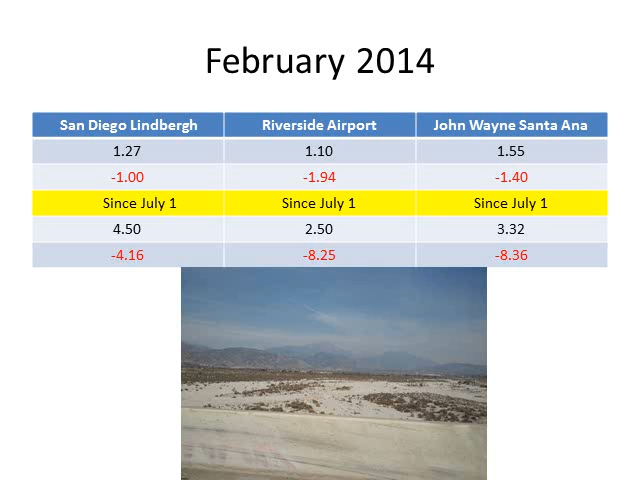 February 2014
San Diego Lindbergh Riverside Airport John Wayne Santa Ana
1.27 1.10 1.55
-1.00 -1.94 -1.40
Since July 1 Since July 1 Since July 1
4.50 2.50 3.32
-4.16 -8.25 -8.36